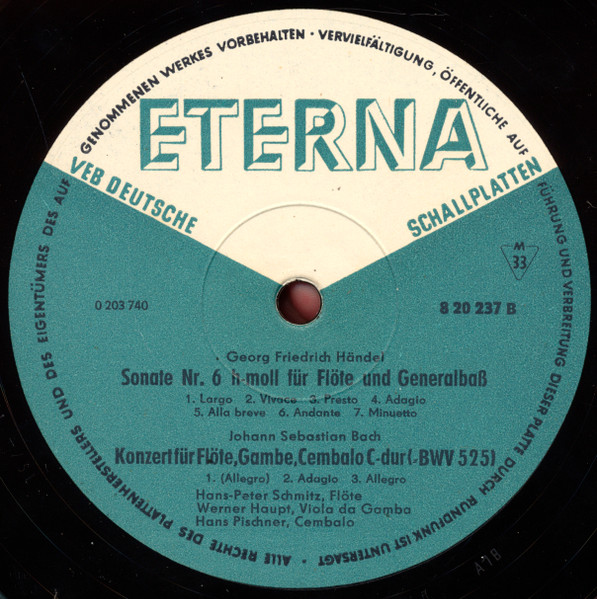 ALLE RECHTE DES PLATTENHERSTELLERS UND DES EIGENTÜMERS DES AUFGENOMMENEN WERKES VORBEHALTEN · VERVIELFÄLTIGUNG, ÖFFENTLICHE AUFFÜHRUNG UND VERBREITUNG DIESER PLATTE DURCH RUNDFUNK IST UNTERSAGT ·
ETERNA
VEB DEUTSCHE SCHALLPLATTEN
M
33
0 203 740
8 20 237 B
Georg Friedrich Händel
Sonate Nr. 6 h-moll für Flöte und Generalbaß
1. Largo 2. Vivace 3. Presto 4. Adagio
5. Alla breve 6. Andante 7. Minuetto
Johann Sebastian Bach
Konzert für Flöte, Gambe, Cembalo C-dur (-BWV 525)
1. (Allegro) 2. Adagio 3. Allegro
Hans-Peter Schmitz, Flöte
Werner Haupt, Viola da Gamba
Hans Pischner, Cembalo